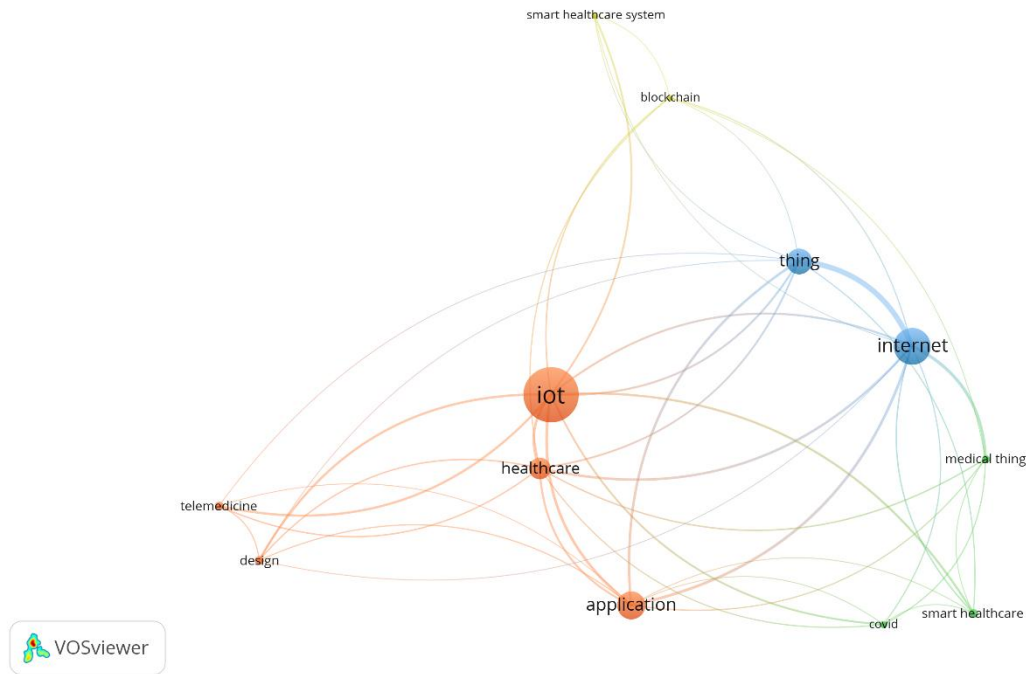 smart healthcare system
blockchain
thing
internet
iot
medical thing
healthcare
telemedicine
design
application
smart healthcare
covid
VOSviewer